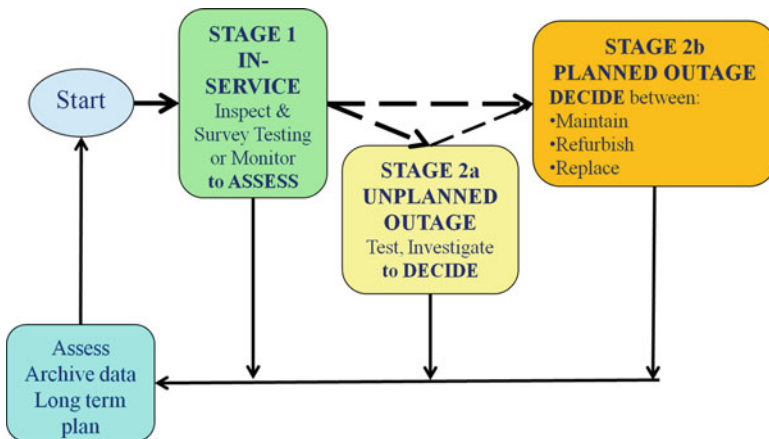 Start
STAGE 1
IN-
SERVICE
Inspect &
Survey Testing
or Monitor
to ASSESS
STAGE 2a
UNPLANNED
OUTAGE
Test, Investigate
to DECIDE
STAGE 2b
PLANNED OUTAGE
DECIDE between:
•Maintain
•Refurbish
•Replace
Assess
Archive data
Long term
plan